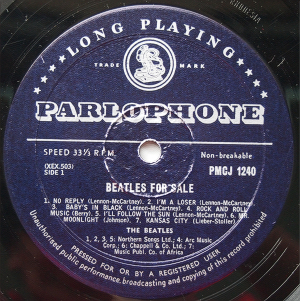 LONG PLAYING
TRADE MARK
PARLOPHONE
SPEED 33⅓ R.P.M.
Non-breakable
(XEX.503)
SIDE 1
PMCJ 1240
BEATLES FOR SALE
1. NO REPLY (Lennon-McCartney) 2. I'M A LOSER (Lennon-McCartney)
3. BABY'S IN BLACK (Lennon-McCartney) 4. ROCK AND ROLL
MUSIC (Berry) 5. I'LL FOLLOW THE SUN (Lennon-McCartney) 6. MR.
MOONLIGHT (Johnson) 7. KANSAS CITY (Lieber-Stoller)
THE BEATLES
1, 2, 3, 5: Northern Songs Ltd.; 4: Arc Music
Corp.; 6: Chappell & Co. Ltd.; 7:
Music Publ. Co. of Africa
PRESSED FOR OR BY A REGISTERED USER
Unauthorised public performance, broadcasting and copying of this record prohibited